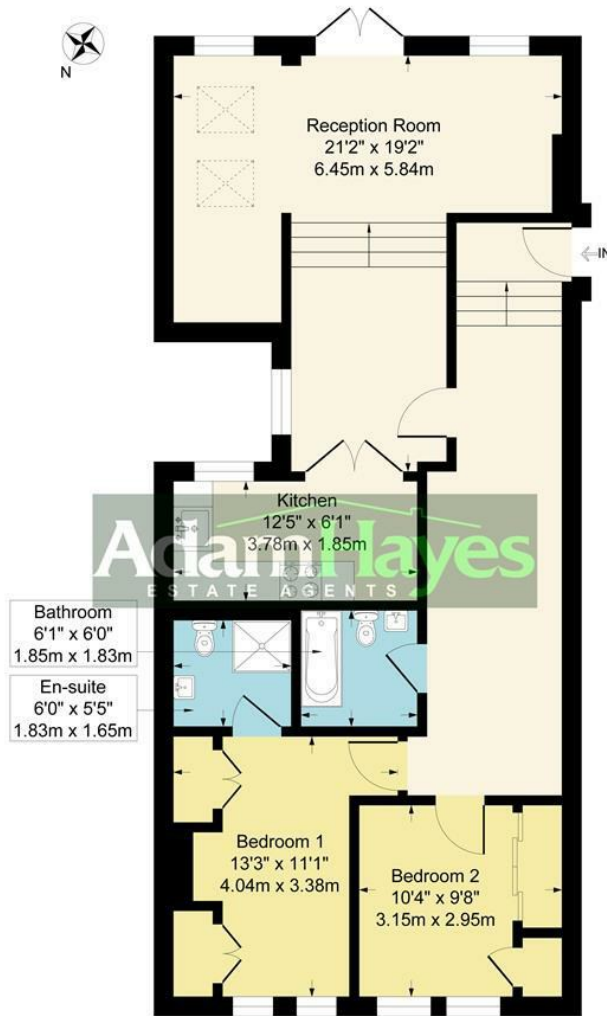 N
Reception Room
21'2" x 19'2"
6.45m x 5.84m
IN
Kitchen
12'5" x 6'1"
3.78m x 1.85m
Adam Hayes
ESTATE AGENTS
Bathroom
6'1" x 6'0"
1.85m x 1.83m
En-suite
6'0" x 5'5"
1.83m x 1.65m
Bedroom 1
13'3" x 11'1"
4.04m x 3.38m
Bedroom 2
10'4" x 9'8"
3.15m x 2.95m